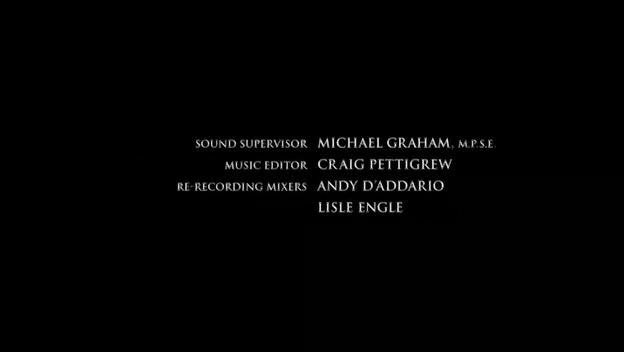 SOUND SUPERVISOR MICHAEL GRAHAM, M.P.S.E.
MUSIC EDITOR CRAIG PETTIGREW
RE-RECORDING MIXERS ANDY D'ADDARIO
LISLE ENGLE